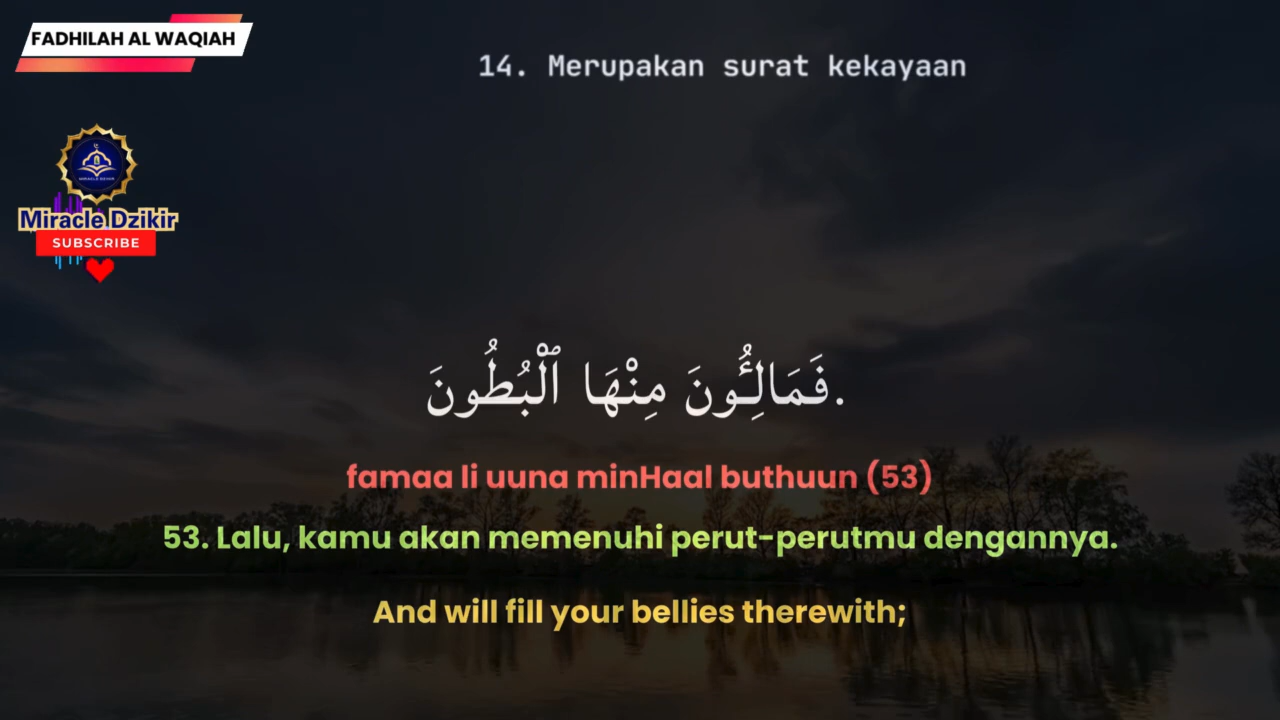 FADHILAH AL WAQIAH
14. Merupakan surat kekayaan
Miracle Dzikir
SUBSCRIBE
فَمَالِـُٔونَ مِنْهَا ٱلْبُطُونَ.
famaa li uuna minHaal buthuun (53)
53. Lalu, kamu akan memenuhi perut-perutmu dengannya.
And will fill your bellies therewith;